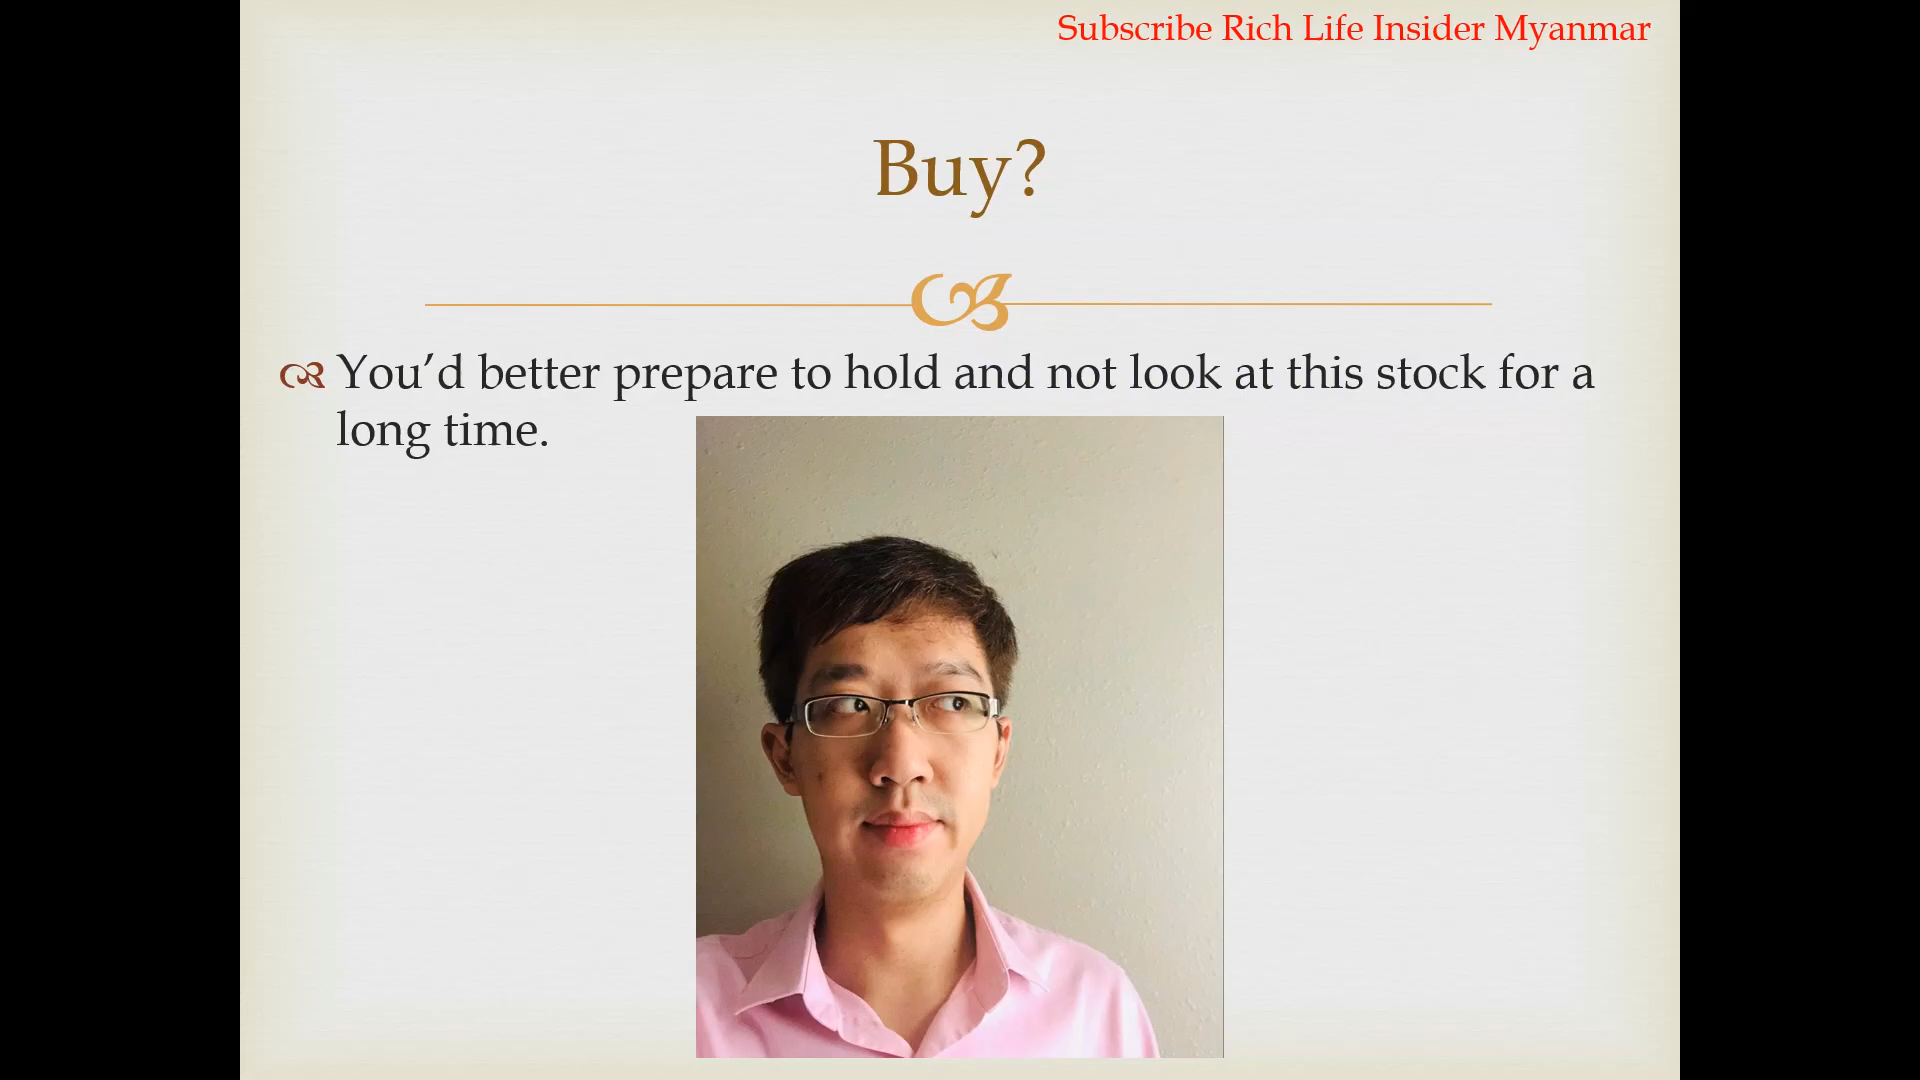 Subscribe Rich Life Insider Myanmar
Buy?
You’d better prepare to hold and not look at this stock for a
long time.